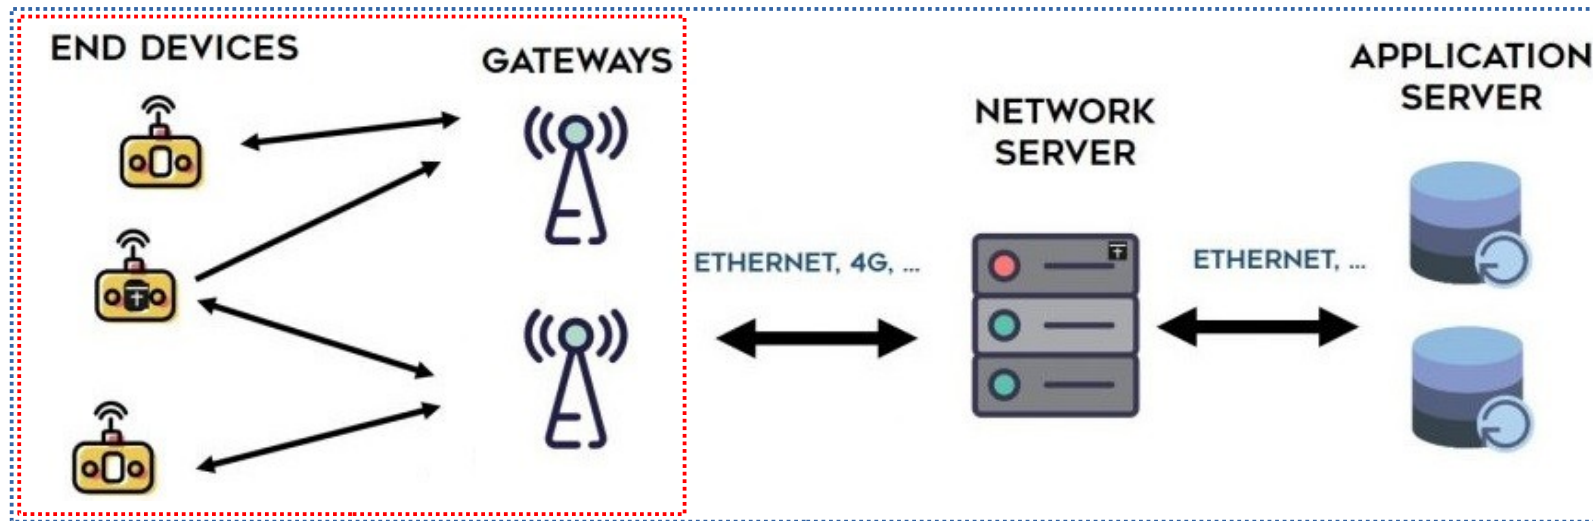 END DEVICES
GATEWAYS
NETWORK
SERVER
APPLICATION
SERVER
ETHERNET, 4G, ...
ETHERNET, ...